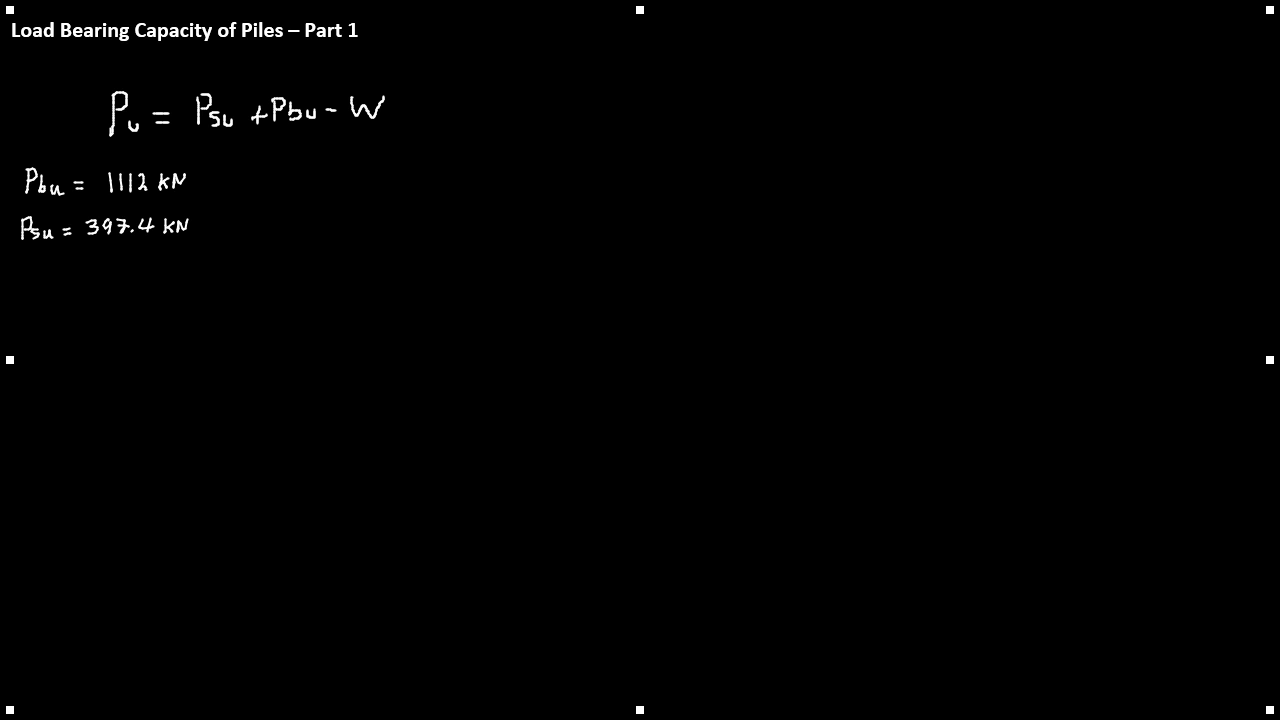 Load Bearing Capacity of Piles – Part 1
Pu = Psu + Pbu - W
Pbu = 1112 kN
Psu = 397.4 kN